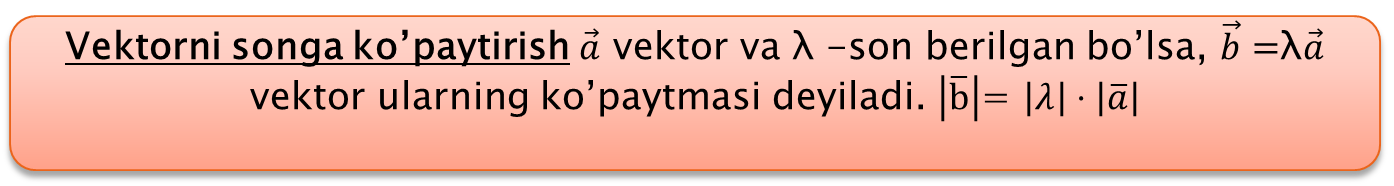 Vektorni songa ko’paytirish a⃗ vektor va λ –son berilgan bo’lsa, b⃗ =λa⃗
vektor ularning ko’paytmasi deyiladi. |b̅|= |λ| · |a̅|